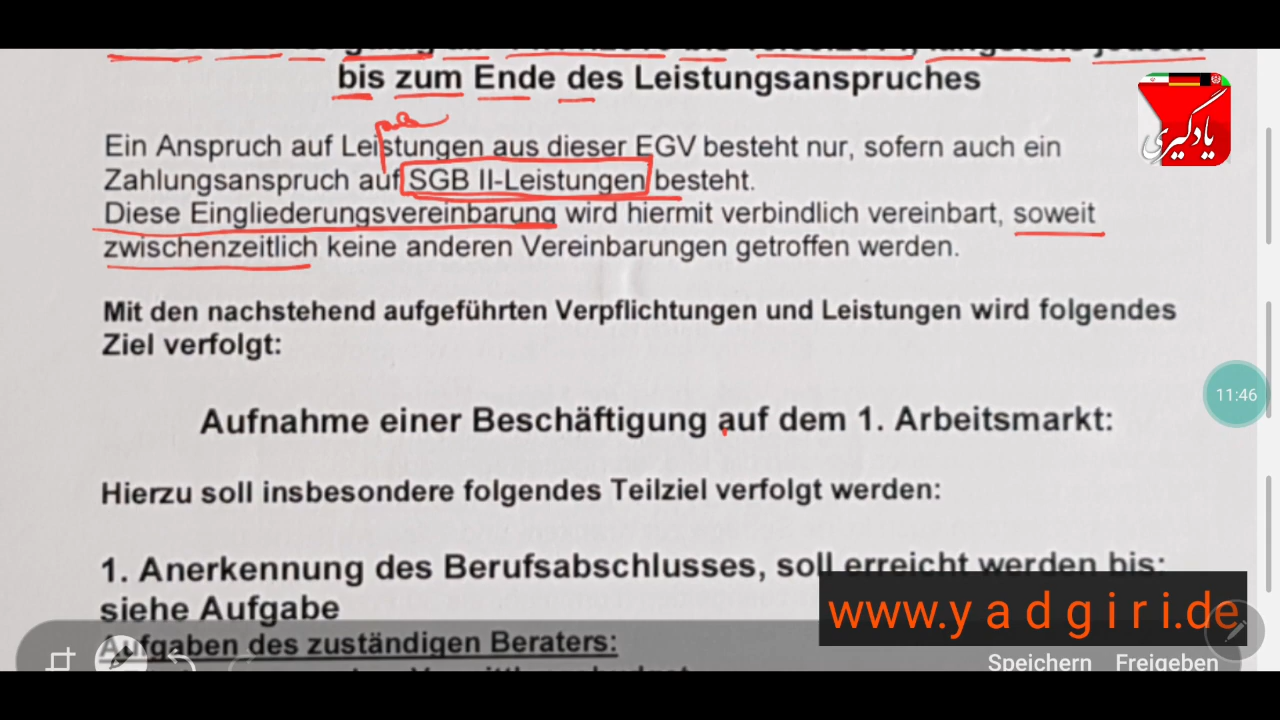 bis zum Ende des Leistungsanspruches
یادگیری
Ein Anspruch auf Leistungen aus dieser EGV besteht nur, sofern auch ein
Zahlungsanspruch auf SGB II-Leistungen besteht.
Diese Eingliederungsvereinbarung wird hiermit verbindlich vereinbart, soweit
zwischenzeitlich keine anderen Vereinbarungen getroffen werden.
Mit den nachstehend aufgeführten Verpflichtungen und Leistungen wird folgendes
Ziel verfolgt:
11:46
Aufnahme einer Beschäftigung auf dem 1. Arbeitsmarkt:
Hierzu soll insbesondere folgendes Teilziel verfolgt werden:
1. Anerkennung des Berufsabschlusses, soll erreicht werden bis:
siehe Aufgabe
www.y a d g i r i.de
Aufgaben des zuständigen Beraters:
Speichern Freigeben